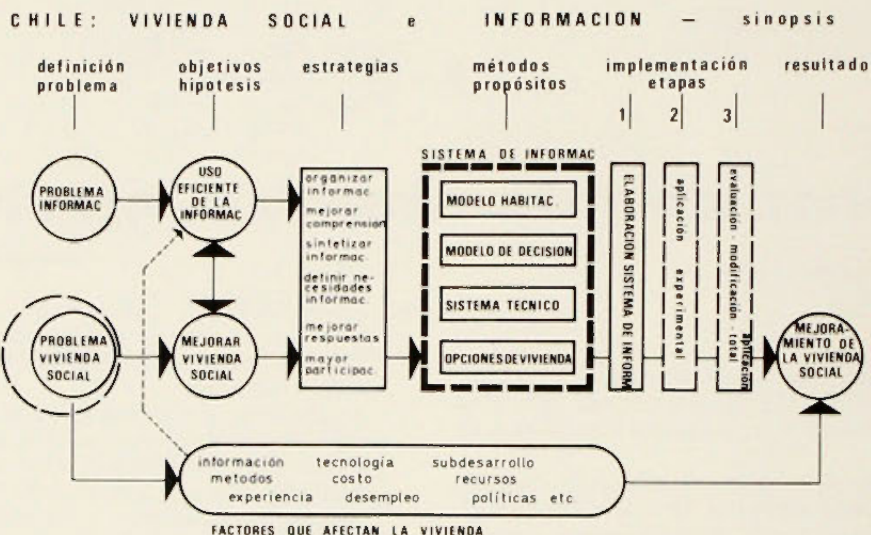 CHILE: VIVIENDA SOCIAL e INFORMACION — sinopsis
definición
problema
objetivos
hipotesis
estrategias
métodos
propósitos
implementación
etapas
resultado
1
2
3
PROBLEMA
INFORMAC
USO
EFICIENTE
DE LA
INFORMAC
organizar
informac.
mejorar
comprension
sintetizar
informac.
definir ne-
cesidades
informac.
mejorar
respuestas
mayor
participac.
SISTEMA DE INFORMAC
MODELO HABITAC.
MODELO DE DECISION
SISTEMA TECNICO
OPCIONES DE VIVIENDA
ELABORACION SISTEMA DE INFORM
aplicación experimental
evaluación - modificación - total
aplicación
PROBLEMA
VIVIENDA
SOCIAL
MEJORAR
VIVIENDA
SOCIAL
MEJORA-
MIENTO DE
LA VIVIENDA
SOCIAL
información tecnología subdesarrollo
metodos costo recursos
experiencia desempleo políticas etc
FACTORES QUE AFECTAN LA VIVIENDA